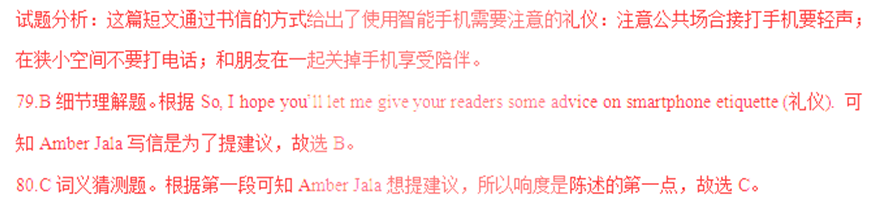 试题分析：这篇短文通过书信的方式给出了使用智能手机需要注意的礼仪：注意公共场合接打手机要轻声；
在狭小空间不要打电话；和朋友在一起关掉手机享受陪伴。
79.B 细节理解题。根据 So, I hope you'll let me give your readers some advice on smartphone etiquette (礼仪). 可
知 Amber Jala 写信是为了提建议，故选 B。
80.C 词义猜测题。根据第一段可知 Amber Jala 想提建议，所以响度是陈述的第一点，故选 C。